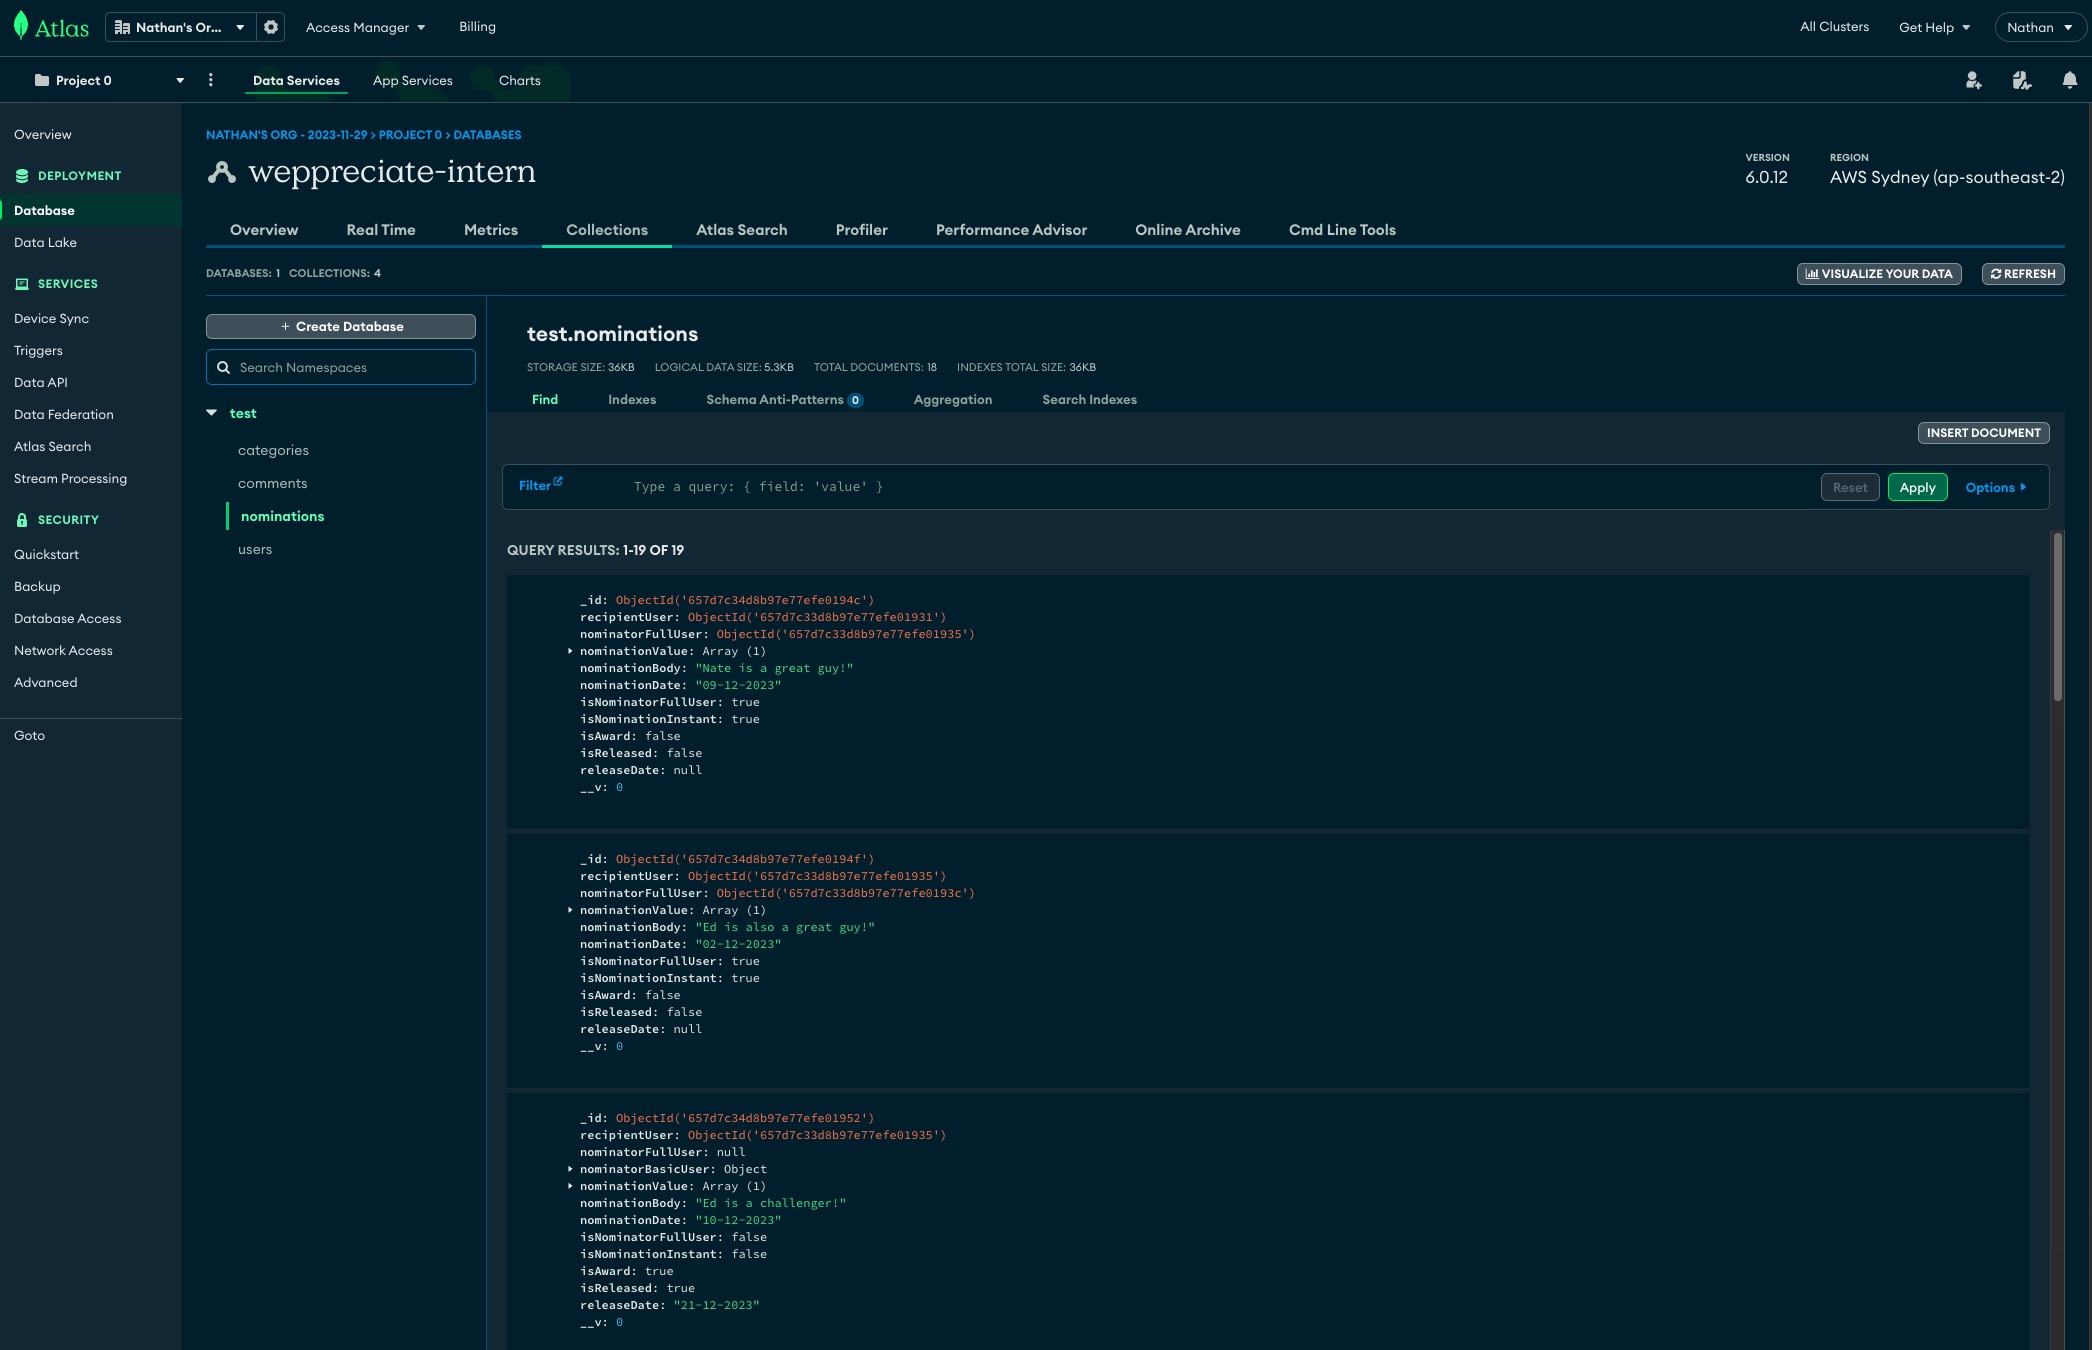 Atlas
Nathan's Or...
Access Manager
Billing
All Clusters
Get Help
Nathan
Project 0
Data Services
App Services
Charts
Overview
DEPLOYMENT
Database
Data Lake
SERVICES
Device Sync
Triggers
Data API
Data Federation
Atlas Search
Stream Processing
SECURITY
Quickstart
Backup
Database Access
Network Access
Advanced
Goto
NATHAN'S ORG - 2023-11-29 > PROJECT 0 > DATABASES
weppreciate-intern
VERSION
6.0.12
REGION
AWS Sydney (ap-southeast-2)
Overview
Real Time
Metrics
Collections
Atlas Search
Profiler
Performance Advisor
Online Archive
Cmd Line Tools
DATABASES: 1 COLLECTIONS: 4
VISUALIZE YOUR DATA
REFRESH
+ Create Database
Search Namespaces
test
categories
comments
nominations
users
test.nominations
STORAGE SIZE: 36KB LOGICAL DATA SIZE: 5.3KB TOTAL DOCUMENTS: 18 INDEXES TOTAL SIZE: 36KB
Find
Indexes
Schema Anti-Patterns 0
Aggregation
Search Indexes
INSERT DOCUMENT
Filter
Type a query: { field: 'value' }
Reset
Apply
Options
QUERY RESULTS: 1-19 OF 19
_id: ObjectId('657d7c34d8b97e77efe0194c')
recipientUser: ObjectId('657d7c33d8b97e77efe01931')
nominatorFullUser: ObjectId('657d7c33d8b97e77efe01935')
nominationValue: Array (1)
nominationBody: "Nate is a great guy!"
nominationDate: "09-12-2023"
isNominatorFullUser: true
isNominationInstant: true
isAward: false
isReleased: false
releaseDate: null
__v: 0
_id: ObjectId('657d7c34d8b97e77efe0194f')
recipientUser: ObjectId('657d7c33d8b97e77efe01935')
nominatorFullUser: ObjectId('657d7c33d8b97e77efe0193c')
nominationValue: Array (1)
nominationBody: "Ed is also a great guy!"
nominationDate: "02-12-2023"
isNominatorFullUser: true
isNominationInstant: true
isAward: false
isReleased: false
releaseDate: null
__v: 0
_id: ObjectId('657d7c34d8b97e77efe01952')
recipientUser: ObjectId('657d7c33d8b97e77efe01935')
nominatorFullUser: null
nominatorBasicUser: Object
nominationValue: Array (1)
nominationBody: "Ed is a challenger!"
nominationDate: "10-12-2023"
isNominatorFullUser: false
isNominationInstant: false
isAward: true
isReleased: true
releaseDate: "21-12-2023"
__v: 0